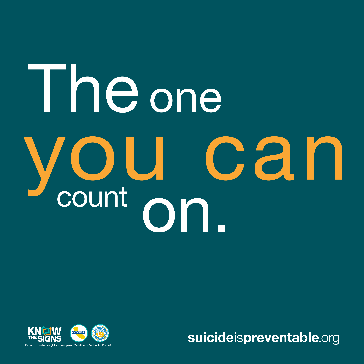 The one
you can
count on.
KNOW
THE SIGNS
suicideispreventable.org